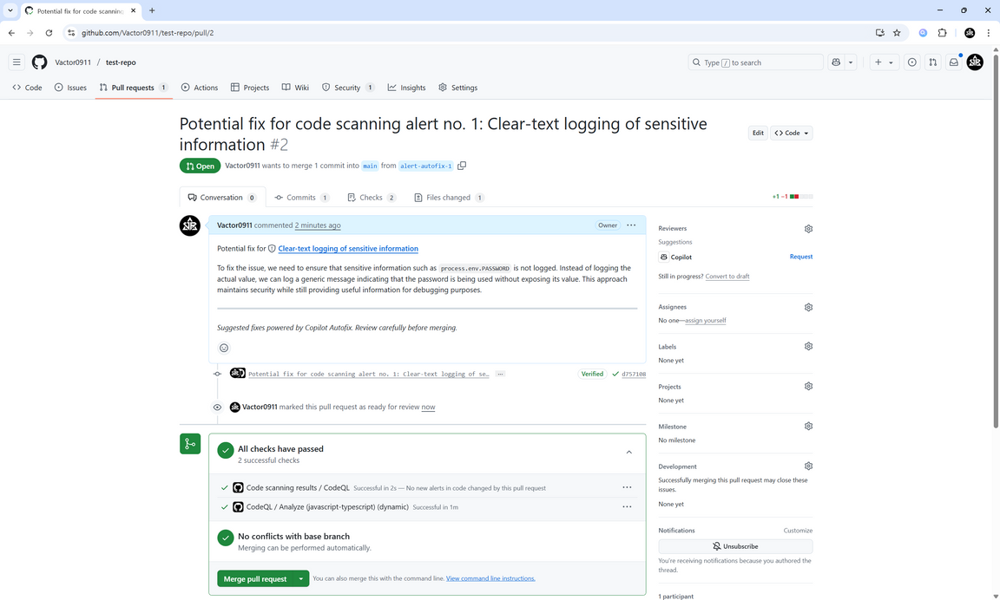 Potential fix for code scanning
github.com/Vactor0911/test-repo/pull/2
Vactor0911 / test-repo
Type / to search
Code
Issues
Pull requests 1
Actions
Projects
Wiki
Security 1
Insights
Settings
Potential fix for code scanning alert no. 1: Clear-text logging of sensitive
information #2
Edit
Code
Open
Vactor0911 wants to merge 1 commit into main from alert-autofix-1
Conversation 0
Commits 1
Checks 2
Files changed 1
+1 −1
Vactor0911 commented 2 minutes ago
Owner
Potential fix for Clear-text logging of sensitive information
To fix the issue, we need to ensure that sensitive information such as process.env.PASSWORD is not logged. Instead of logging the
actual value, we can log a generic message indicating that the password is being used without exposing its value. This approach
maintains security while still providing useful information for debugging purposes.
Suggested fixes powered by Copilot Autofix. Review carefully before merging.
Potential fix for code scanning alert no. 1: Clear-text logging of se…
Verified
d757108
Vactor0911 marked this pull request as ready for review now
All checks have passed
2 successful checks
Code scanning results / CodeQL Successful in 2s — No new alerts in code changed by this pull request
CodeQL / Analyze (javascript-typescript) (dynamic) Successful in 1m
No conflicts with base branch
Merging can be performed automatically.
Merge pull request
You can also merge this with the command line. View command line instructions.
Reviewers
Suggestions
Copilot
Request
Still in progress? Convert to draft
Assignees
No one—assign yourself
Labels
None yet
Projects
None yet
Milestone
No milestone
Development
Successfully merging this pull request may close these
issues.
None yet
Notifications
Customize
Unsubscribe
You're receiving notifications because you authored the
thread.
1 participant